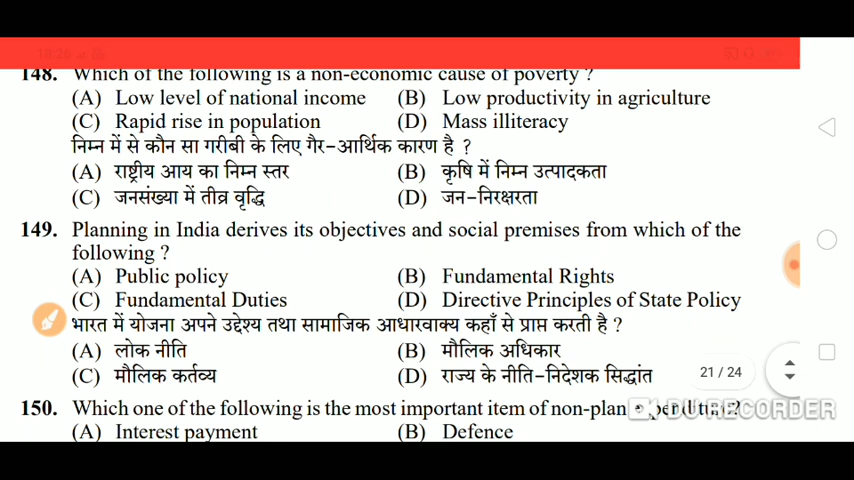 148. Which of the following is a non-economic cause of poverty ?
(A) Low level of national income (B) Low productivity in agriculture
(C) Rapid rise in population (D) Mass illiteracy
निम्न में से कौन सा गरीबी के लिए गैर-आर्थिक कारण है ?
(A) राष्ट्रीय आय का निम्न स्तर (B) कृषि में निम्न उत्पादकता
(C) जनसंख्या में तीव्र वृद्धि (D) जन-निरक्षरता
149. Planning in India derives its objectives and social premises from which of the
following ?
(A) Public policy (B) Fundamental Rights
(C) Fundamental Duties (D) Directive Principles of State Policy
भारत में योजना अपने उद्देश्य तथा सामाजिक आधारवाक्य कहाँ से प्राप्त करती है ?
(A) लोक नीति (B) मौलिक अधिकार
(C) मौलिक कर्तव्य (D) राज्य के नीति-निदेशक सिद्धांत
21 / 24
150. Which one of the following is the most important item of non-plan expenditure?
DU RECORDER
(A) Interest payment (B) Defence